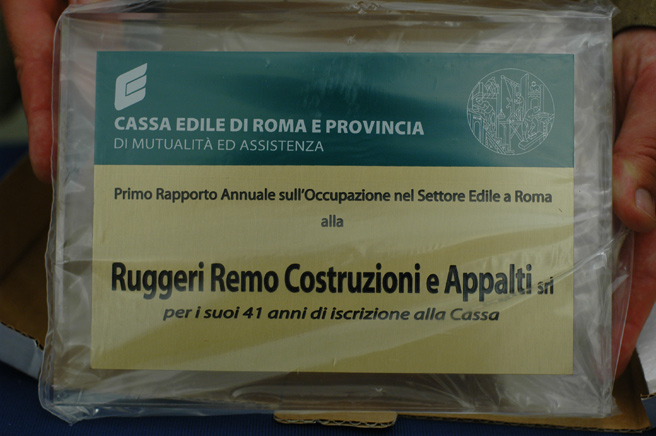 CASSA EDILE DI ROMA E PROVINCIA
DI MUTUALITÀ ED ASSISTENZA
Primo Rapporto Annuale sull'Occupazione nel Settore Edile a Roma
alla
Ruggeri Remo Costruzioni e Appalti srl
per i suoi 41 anni di iscrizione alla Cassa